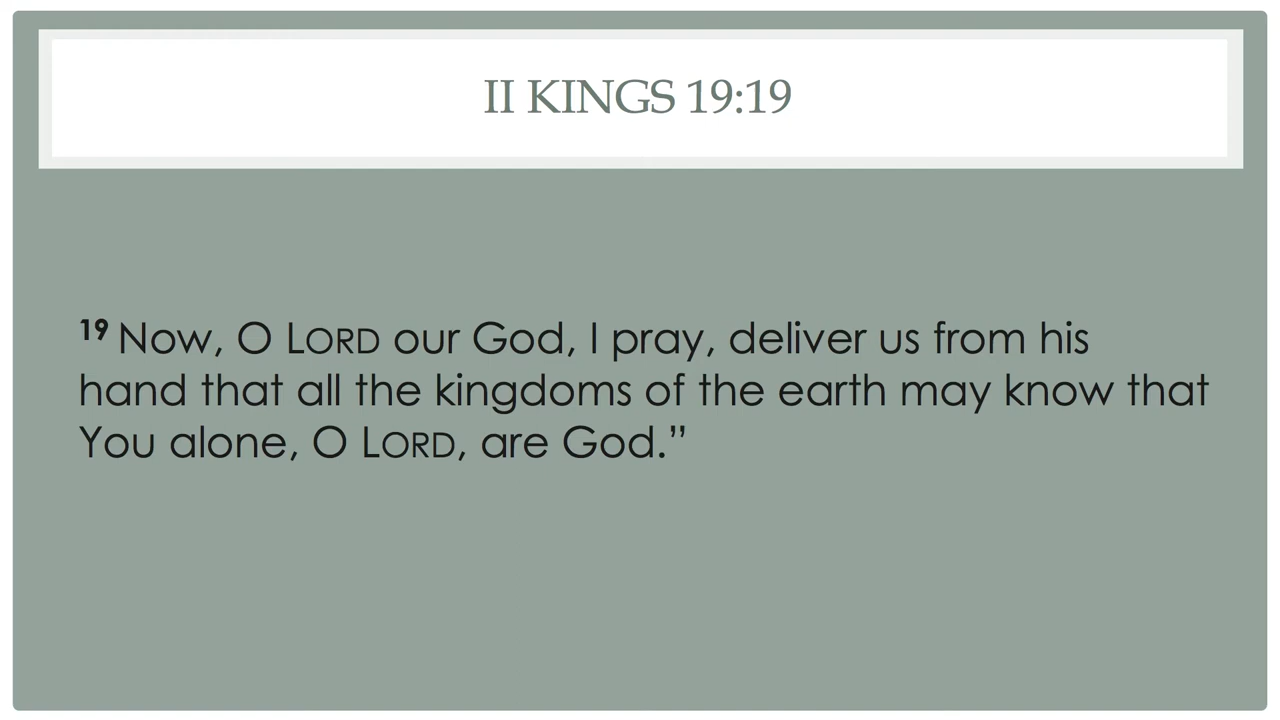 II KINGS 19:19
19 Now, O LORD our God, I pray, deliver us from his
hand that all the kingdoms of the earth may know that
You alone, O LORD, are God.”